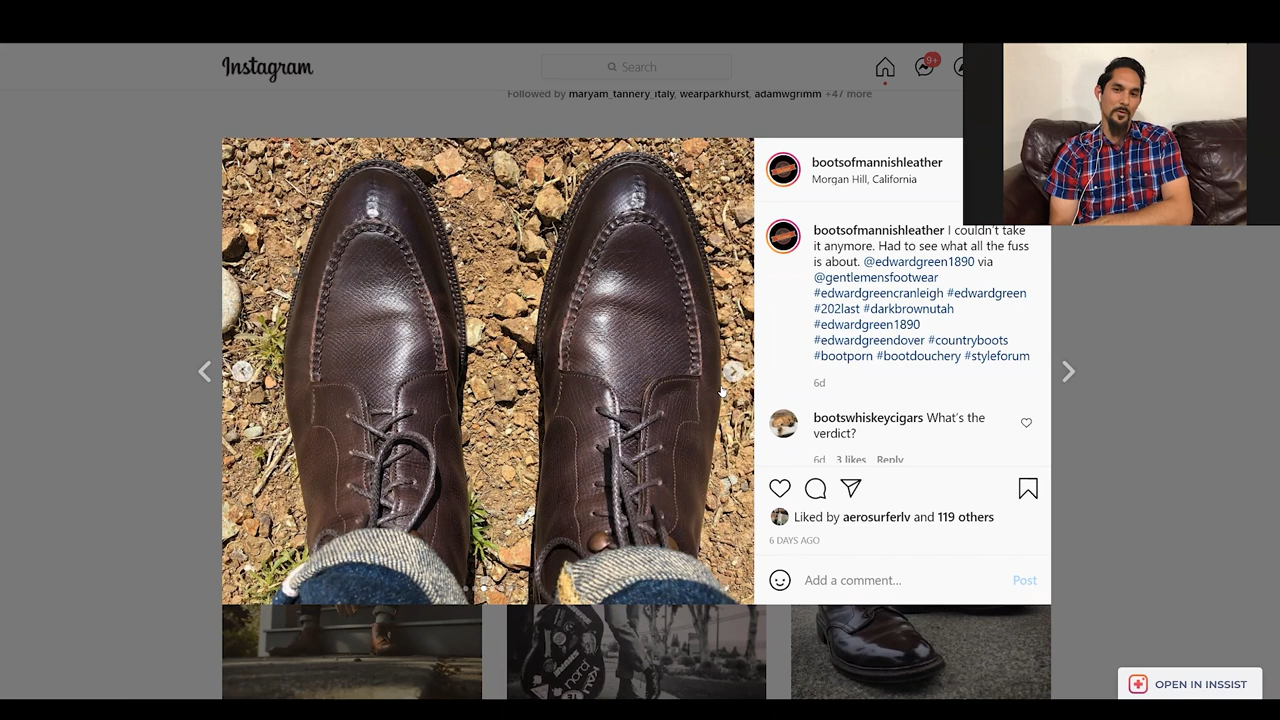 Instagram
Search
9+
Followed by maryam_tannery_italy, wearparkhurst, adamwgrimm +47 more
bootsofmannishleather
Morgan Hill, California
bootsofmannishleather I couldn't take
it anymore. Had to see what all the fuss
is about. @edwardgreen1890 via
@gentlemensfootwear
#edwardgreencranleigh #edwardgreen
#202last #darkbrownutah
#edwardgreen1890
#edwardgreendover #countryboots
#bootporn #bootdouchery #styleforum
6d
bootswhiskeycigars What's the
verdict?
6d 3 likes Reply
Liked by aerosurferlv and 119 others
6 DAYS AGO
Add a comment...
Post
OPEN IN INSSIST